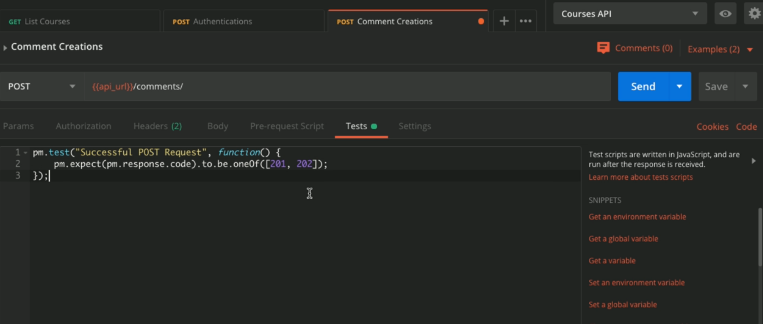 GET List Courses
POST Authentications
POST Comment Creations
Courses API
Comment Creations
Comments (0)
Examples (2)
POST
{{api_url}}/comments/
Send
Save
Params
Authorization
Headers (2)
Body
Pre-request Script
Tests
Settings
Cookies
Code
1 pm.test("Successful POST Request", function() {
2 pm.expect(pm.response.code).to.be.oneOf([201, 202]);
3 });
Test scripts are written in JavaScript, and are
run after the response is received.
Learn more about tests scripts
SNIPPETS
Get an environment variable
Get a global variable
Get a variable
Set an environment variable
Set a global variable